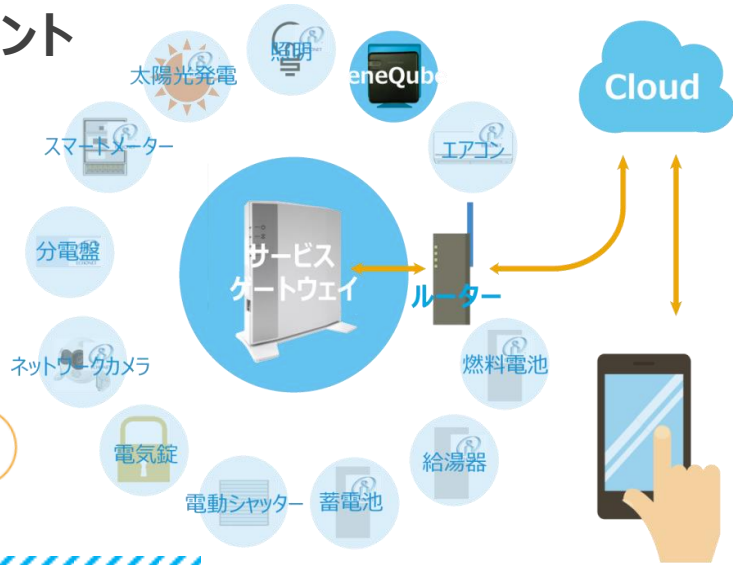 ント
照明
太陽光発電
eneQube
Cloud
スマートメーター
エアコン
分電盤
サービス
ゲートウェイ
ルーター
ネットワークカメラ
燃料電池
電気錠
給湯器
電動シャッター
蓄電池